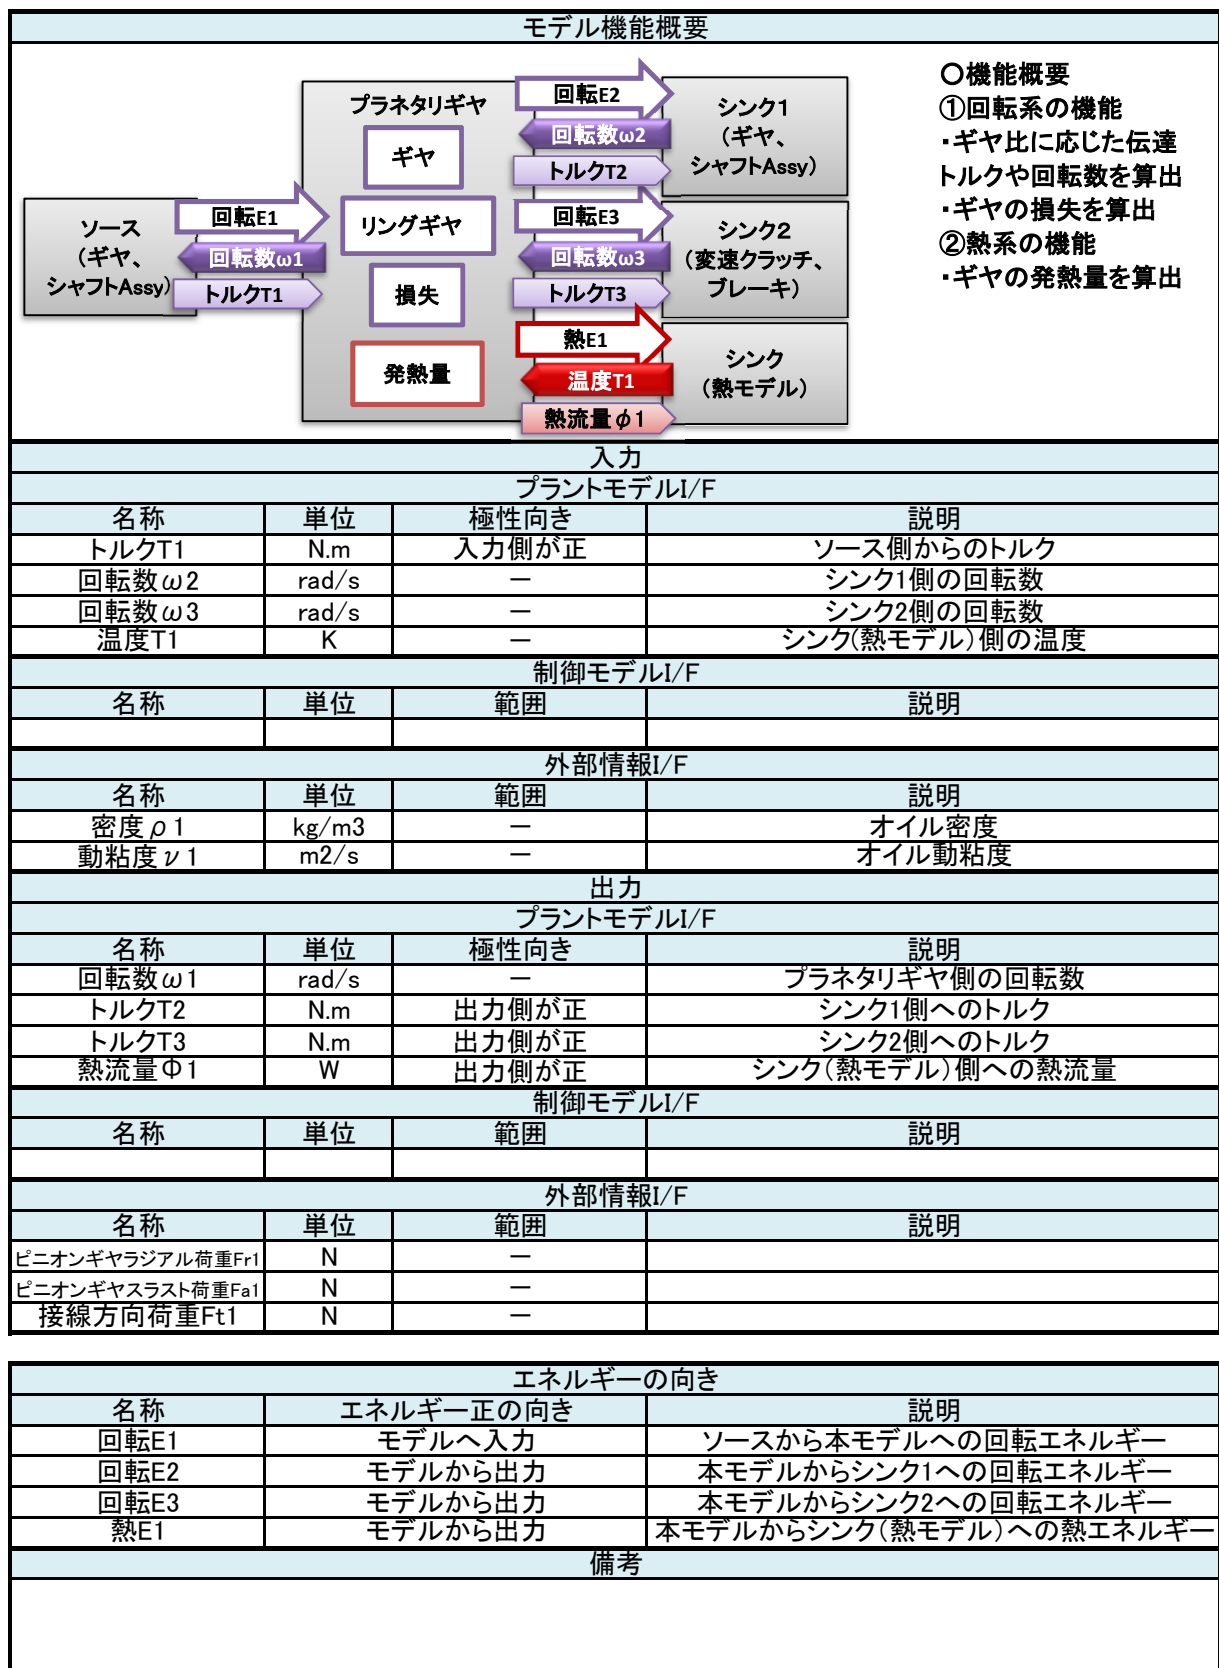 モデル機能概要
プラネタリギヤ
ギヤ
リングギヤ
損失
発熱量
ソース
(ギヤ、
シャフトAssy)
回転E1
回転数ω1
トルクT1
回転E2
回転数ω2
トルクT2
回転E3
回転数ω3
トルクT3
熱E1
温度T1
熱流量φ1
シンク1
(ギヤ、
シャフトAssy)
シンク2
(変速クラッチ、
ブレーキ)
シンク
(熱モデル)
○機能概要
①回転系の機能
・ギヤ比に応じた伝達
トルクや回転数を算出
・ギヤの損失を算出
②熱系の機能
・ギヤの発熱量を算出
入力
プラントモデルI/F
名称 単位 極性向き 説明
トルクT1 N.m 入力側が正 ソース側からのトルク
回転数ω2 rad/s － シンク1側の回転数
回転数ω3 rad/s － シンク2側の回転数
温度T1 K － シンク(熱モデル)側の温度
制御モデルI/F
名称 単位 範囲 説明
外部情報I/F
名称 単位 範囲 説明
密度ρ1 kg/m3 － オイル密度
動粘度ν1 m2/s － オイル動粘度
出力
プラントモデルI/F
名称 単位 極性向き 説明
回転数ω1 rad/s － プラネタリギヤ側の回転数
トルクT2 N.m 出力側が正 シンク1側へのトルク
トルクT3 N.m 出力側が正 シンク2側へのトルク
熱流量Φ1 W 出力側が正 シンク(熱モデル)側への熱流量
制御モデルI/F
名称 単位 範囲 説明
外部情報I/F
名称 単位 範囲 説明
ピニオンギヤラジアル荷重Fr1 N －
ピニオンギヤスラスト荷重Fa1 N －
接線方向荷重Ft1 N －
エネルギーの向き
名称 エネルギー正の向き 説明
回転E1 モデルへ入力 ソースから本モデルへの回転エネルギー
回転E2 モデルから出力 本モデルからシンク1への回転エネルギー
回転E3 モデルから出力 本モデルからシンク2への回転エネルギー
熱E1 モデルから出力 本モデルからシンク(熱モデル)への熱エネルギー
備考